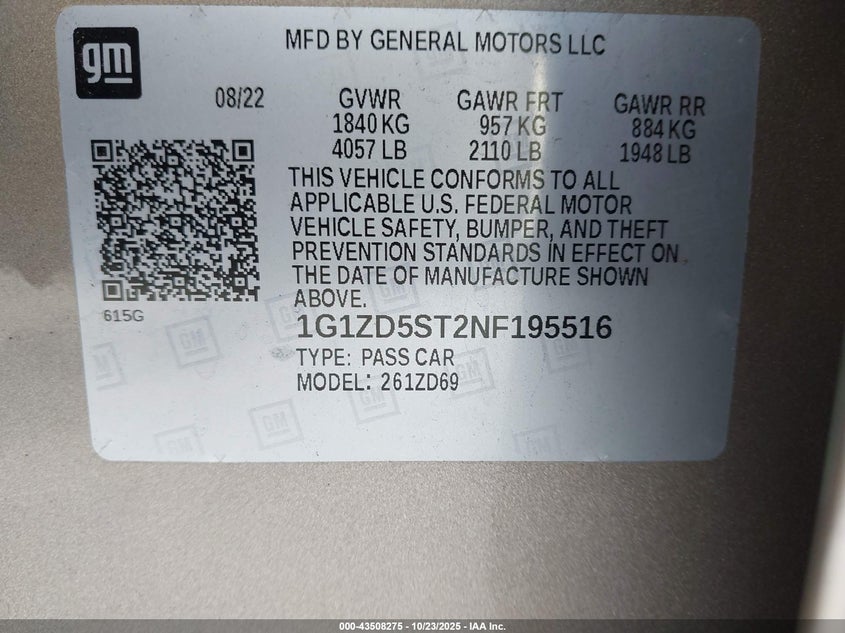 gm
MFD BY GENERAL MOTORS LLC
08/22 GVWR GAWR FRT GAWR RR
1840 KG 957 KG 884 KG
4057 LB 2110 LB 1948 LB
THIS VEHICLE CONFORMS TO ALL
APPLICABLE U.S. FEDERAL MOTOR
VEHICLE SAFETY, BUMPER, AND THEFT
PREVENTION STANDARDS IN EFFECT ON
THE DATE OF MANUFACTURE SHOWN
ABOVE.
615G
1G1ZD5ST2NF195516
TYPE: PASS CAR
MODEL: 261ZD69
000-43508275 - 10/23/2025 - IAA Inc.